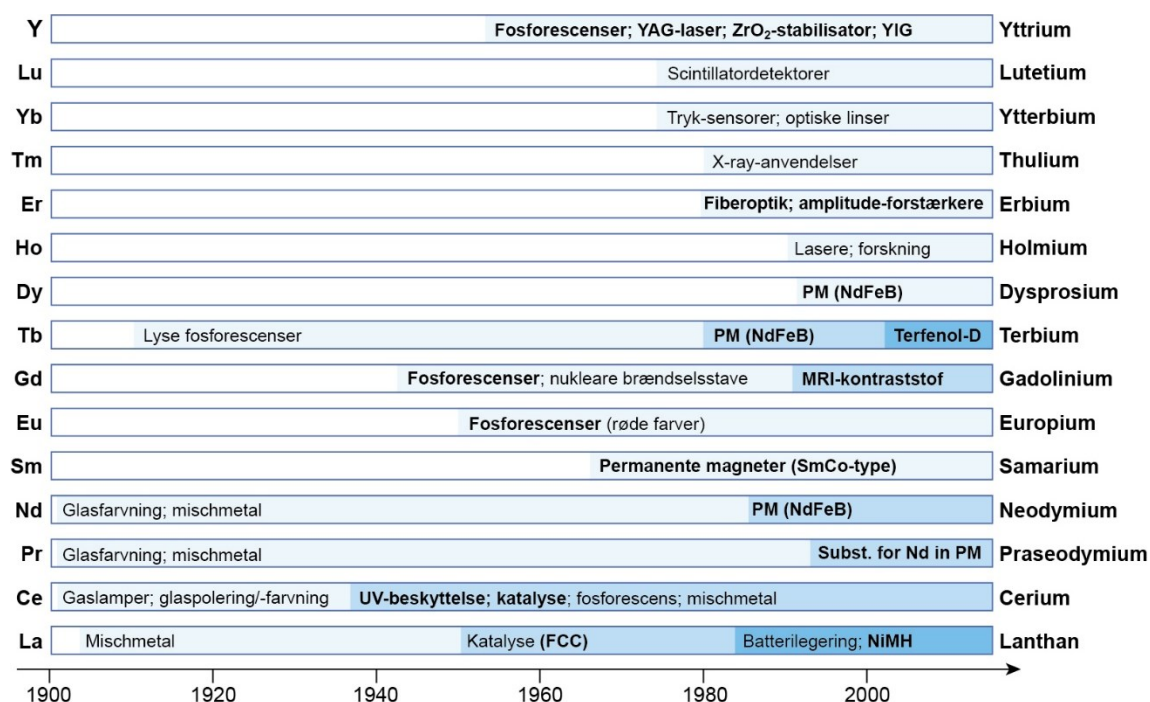 Y Fosforescenser; YAG-laser; ZrO₂-stabilisator; YIG Yttrium
Lu Scintillatordetektorer Lutetium
Yb Tryk-sensorer; optiske linser Ytterbium
Tm X-ray-anvendelser Thulium
Er Fiberoptik; amplitude-forstærkere Erbium
Ho Lasere; forskning Holmium
Dy PM (NdFeB) Dysprosium
Tb Lyse fosforescenser PM (NdFeB) Terfenol-D Terbium
Gd Fosforescenser; nukleare brændselsstave MRI-kontraststof Gadolinium
Eu Fosforescenser (røde farver) Europium
Sm Permanente magneter (SmCo-type) Samarium
Nd Glasfarvning; mischmetal PM (NdFeB) Neodymium
Pr Glasfarvning; mischmetal Subst. for Nd in PM Praseodymium
Ce Gaslamper; glaspolering/-farvning UV-beskyttelse; katalyse; fosforescens; mischmetal Cerium
La Mischmetal Katalyse (FCC) Batterilegering; NiMH Lanthan
1900 1920 1940 1960 1980 2000